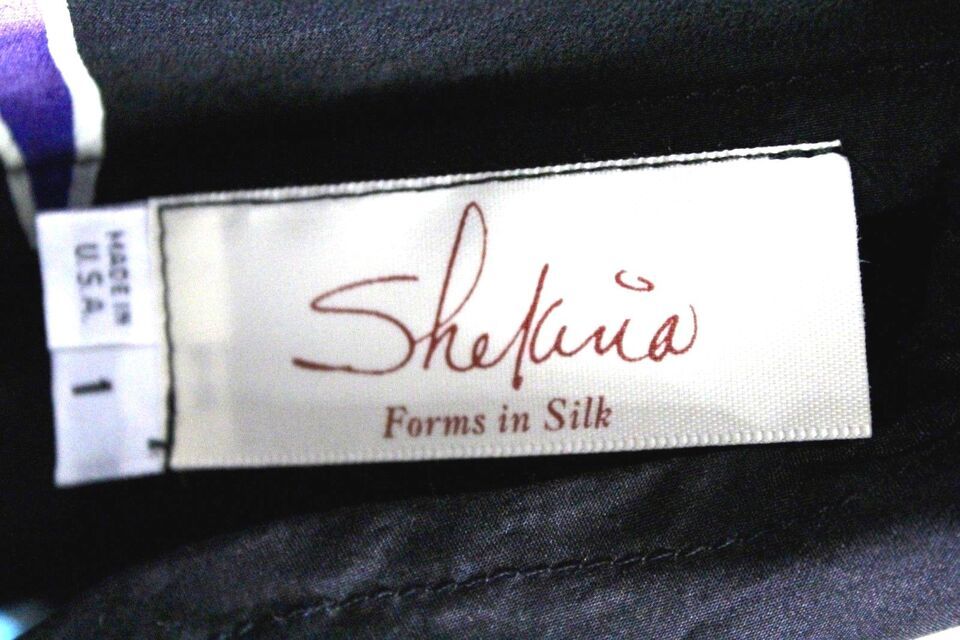 Shekina
Forms in Silk
MADE IN
U.S.A.
1